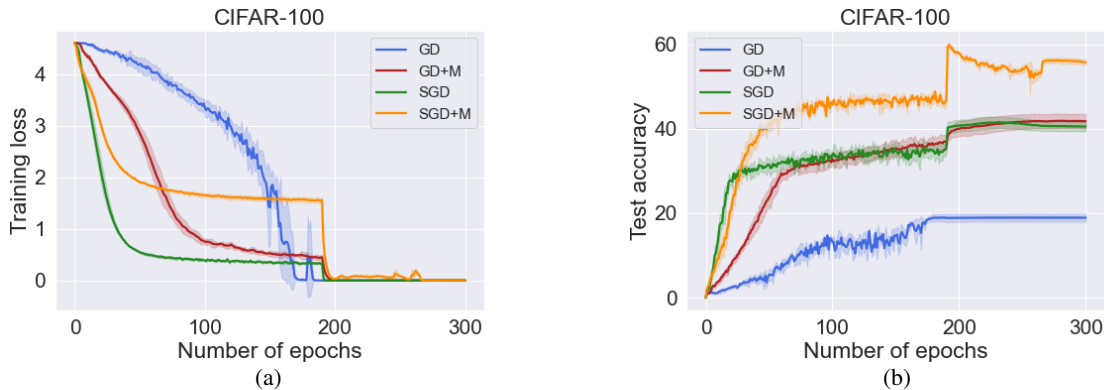 CIFAR-100
Training loss
4
3
2
1
0
GD
GD+M
SGD
SGD+M
0 100 200 300
Number of epochs
(a)
CIFAR-100
Test accuracy
60
40
20
0
GD
GD+M
SGD
SGD+M
0 100 200 300
Number of epochs
(b)